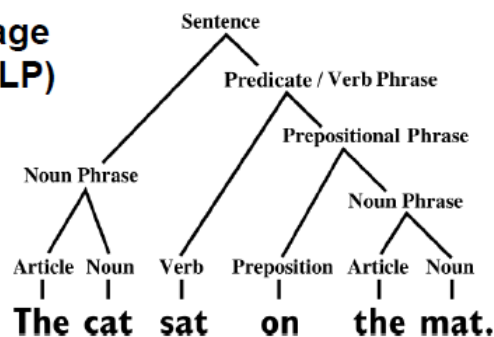 Sentence
age
LP)
Predicate / Verb Phrase
Prepositional Phrase
Noun Phrase
Noun Phrase
Article Noun Verb Preposition Article Noun
The cat sat on the mat.